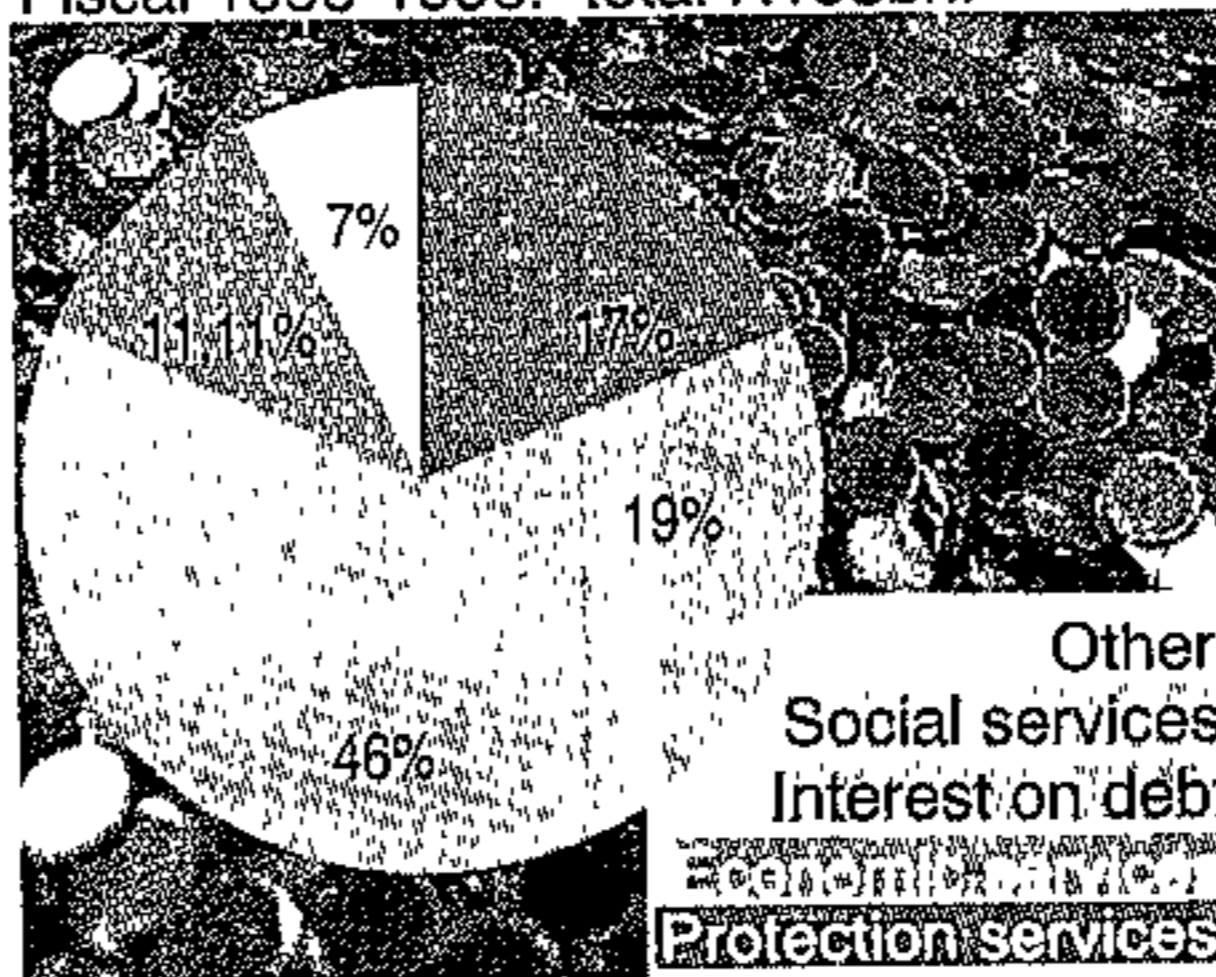 7%
11,11%
17%
19%
46%
Other
Social services
Interest on debt
Protection services